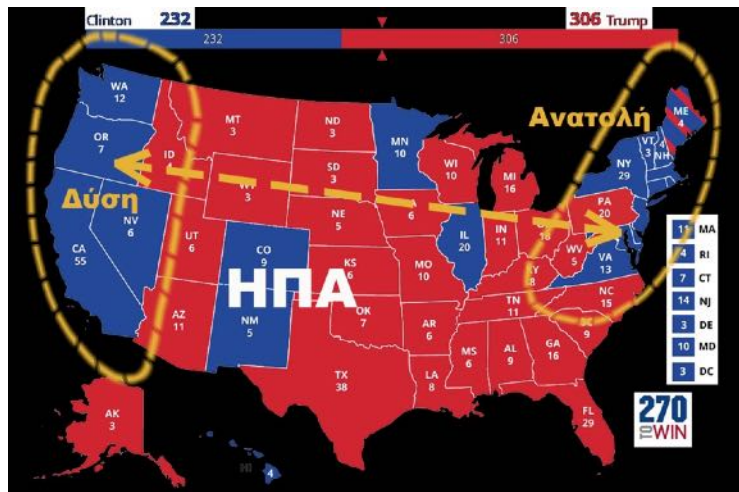 Clinton 232
306 Trump
232
306
WA
12
OR
7
ID
4
MT
3
ND
3
MN
10
WI
10
MI
16
ME
4
VT
3
4
NH
NY
29
Ανατολή
Δύση
NV
6
CA
55
UT
6
WY
3
SD
3
NE
5
6
IL
20
IN
11
PA
20
WV
5
VA
13
8
CO
9
KS
6
MO
10
ΗΠΑ
AZ
11
NM
5
OK
7
AR
6
TN
11
NC
15
9
MS
6
AL
9
GA
16
TX
38
LA
8
FL
29
AK
3
HI
4
11 MA
4 RI
7 CT
14 NJ
3 DE
10 MD
3 DC
270
TO WIN